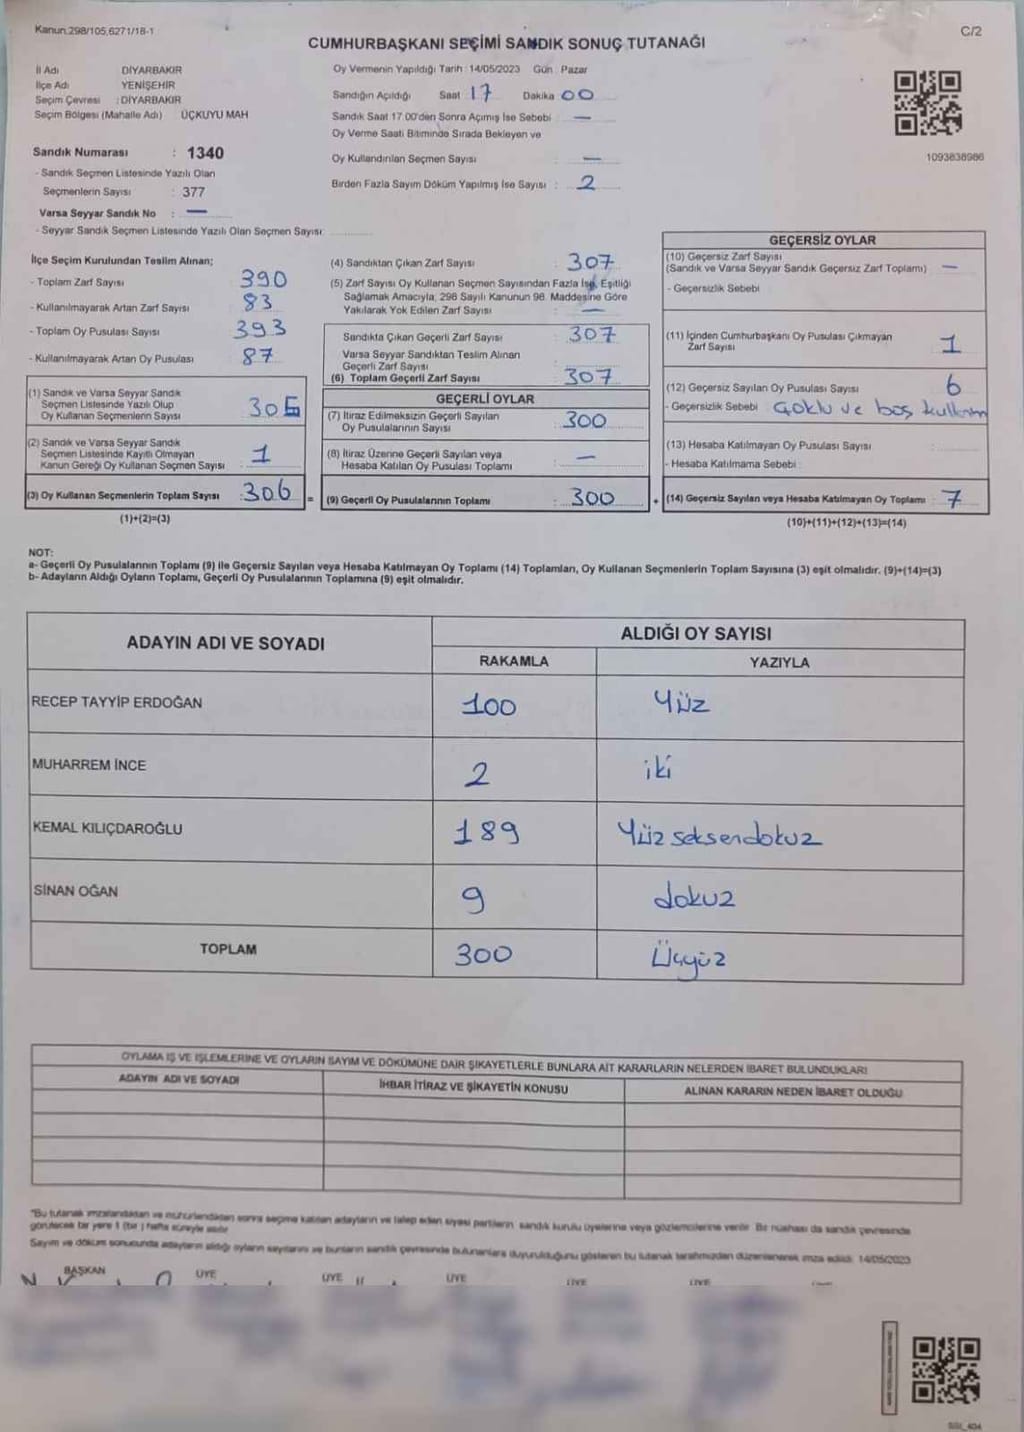 Kanun.298/105,6271/18-1
C/2
CUMHURBAŞKANI SEÇİMİ SANDIK SONUÇ TUTANAĞI
İl Adı DİYARBAKIR
İlçe Adı YENİŞEHİR
Seçim Çevresi : DİYARBAKIR
Seçim Bölgesi (Mahalle Adı) ÜÇKUYU MAH
Oy Vermenin Yapıldığı Tarih : 14/05/2023 Gün : Pazar
Sandığın Açıldığı Saat 17 Dakika 00
Sandık Saat 17:00'den Sonra Açımış İse Sebebi : —
Oy Verme Saati Bitiminde Sırada Bekleyen ve
Oy Kullandırılan Seçmen Sayısı : —
Birden Fazla Sayım Döküm Yapılmış İse Sayısı : 2
1093638986
Sandık Numarası : 1340
- Sandık Seçmen Listesinde Yazılı Olan
Seçmenlerin Sayısı : 377
Varsa Seyyar Sandık No : —
- Seyyar Sandık Seçmen Listesinde Yazılı Olan Seçmen Sayısı:
İlçe Seçim Kurulundan Teslim Alınan;
- Toplam Zarf Sayısı 390
- Kullanılmayarak Artan Zarf Sayısı 83
- Toplam Oy Pusulası Sayısı 393
- Kullanılmayarak Artan Oy Pusulası 87
(1) Sandık ve Varsa Seyyar Sandık
Seçmen Listesinde Yazılı Olup
Oy Kullanan Seçmenlerin Sayısı :
(2) Sandık ve Varsa Seyyar Sandık
Seçmen Listesinde Kayıtlı Olmayan
Kanun Gereği Oy Kullanan Seçmen Sayısı : 1
(3) Oy Kullanan Seçmenlerin Toplam Sayısı : 306 =
(1)+(2)=(3)
(4) Sandıktan Çıkan Zarf Sayısı : 307
(5) Zarf Sayısı Oy Kullanan Seçmen Sayısından Fazla İse, Eşitliği
Sağlamak Amacıyla, 298 Sayılı Kanunun 98. Maddesine Göre
Yakılarak Yok Edilen Zarf Sayısı : —
Sandıkta Çıkan Geçerli Zarf Sayısı : 307
Varsa Seyyar Sandıktan Teslim Alınan
Geçerli Zarf Sayısı
(6) Toplam Geçerli Zarf Sayısı : 307
GEÇERLİ OYLAR
(7) İtiraz Edilmeksizin Geçerli Sayılan
Oy Pusulalarının Sayısı : 300
(8) İtiraz Üzerine Geçerli Sayılan veya
Hesaba Katılan Oy Pusulası Toplamı : —
(9) Geçerli Oy Pusulalarının Toplamı : 300 +
GEÇERSİZ OYLAR
(10) Geçersiz Zarf Sayısı
(Sandık ve Varsa Seyyar Sandık Geçersiz Zarf Toplamı) : —
- Geçersizlik Sebebi
(11) İçinden Cumhurbaşkanı Oy Pusulası Çıkmayan
Zarf Sayısı 1
(12) Geçersiz Sayılan Oy Pusulası Sayısı 6
- Geçersizlik Sebebi : Çoklu ve boş kullanım
(13) Hesaba Katılmayan Oy Pusulası Sayısı
- Hesaba Katılmama Sebebi :
(14) Geçersiz Sayılan veya Hesaba Katılmayan Oy Toplamı : 7
(10)+(11)+(12)+(13)=(14)
NOT:
a- Geçerli Oy Pusulalarının Toplamı (9) ile Geçersiz Sayılan veya Hesaba Katılmayan Oy Toplamı (14) Toplamları, Oy Kullanan Seçmenlerin Toplam Sayısına (3) eşit olmalıdır. (9)+(14)=(3)
b- Adayların Aldığı Oyların Toplamı, Geçerli Oy Pusulalarının Toplamına (9) eşit olmalıdır.
ADAYIN ADI VE SOYADI ALDIĞI OY SAYISI
RAKAMLA YAZIYLA
RECEP TAYYİP ERDOĞAN 100 Yüz
MUHARREM İNCE 2 iki
KEMAL KILIÇDAROĞLU 189 Yüz seksendokuz
SİNAN OĞAN 9 dokuz
TOPLAM 300 Üçyüz
OYLAMA İŞ VE İŞLEMLERİNE VE OYLARIN SAYIM VE DÖKÜMÜNE DAİR ŞİKAYETLERLE BUNLARA AİT KARARLARIN NELERDEN İBARET BULUNDUKLARI
ADAYIN ADI VE SOYADI İHBAR İTİRAZ VE ŞİKAYETİN KONUSU ALINAN KARARIN NEDEN İBARET OLDUĞU
"Bu tutanak imzalandıktan ve mühürlendikten sonra seçime katılan adayların ve talep eden siyasi partilerin sandık kurulu üyelerine veya gözlemcilerine verilir. Bir nüshası da sandık çevresinde
görülecek bir yere 1 (bir ) hafta süreyle asılır
Sayım ve döküm sonucunda adayların aldığı oyların sayılarını ve bunların sandık çevresinde bulunanlara duyurulduğunu gösteren bu tutanak tarafımızdan düzenlenerek imza edildi. 14/05/2023
BAŞKAN ÜYE ÜYE ÜYE ÜYE ÜYE